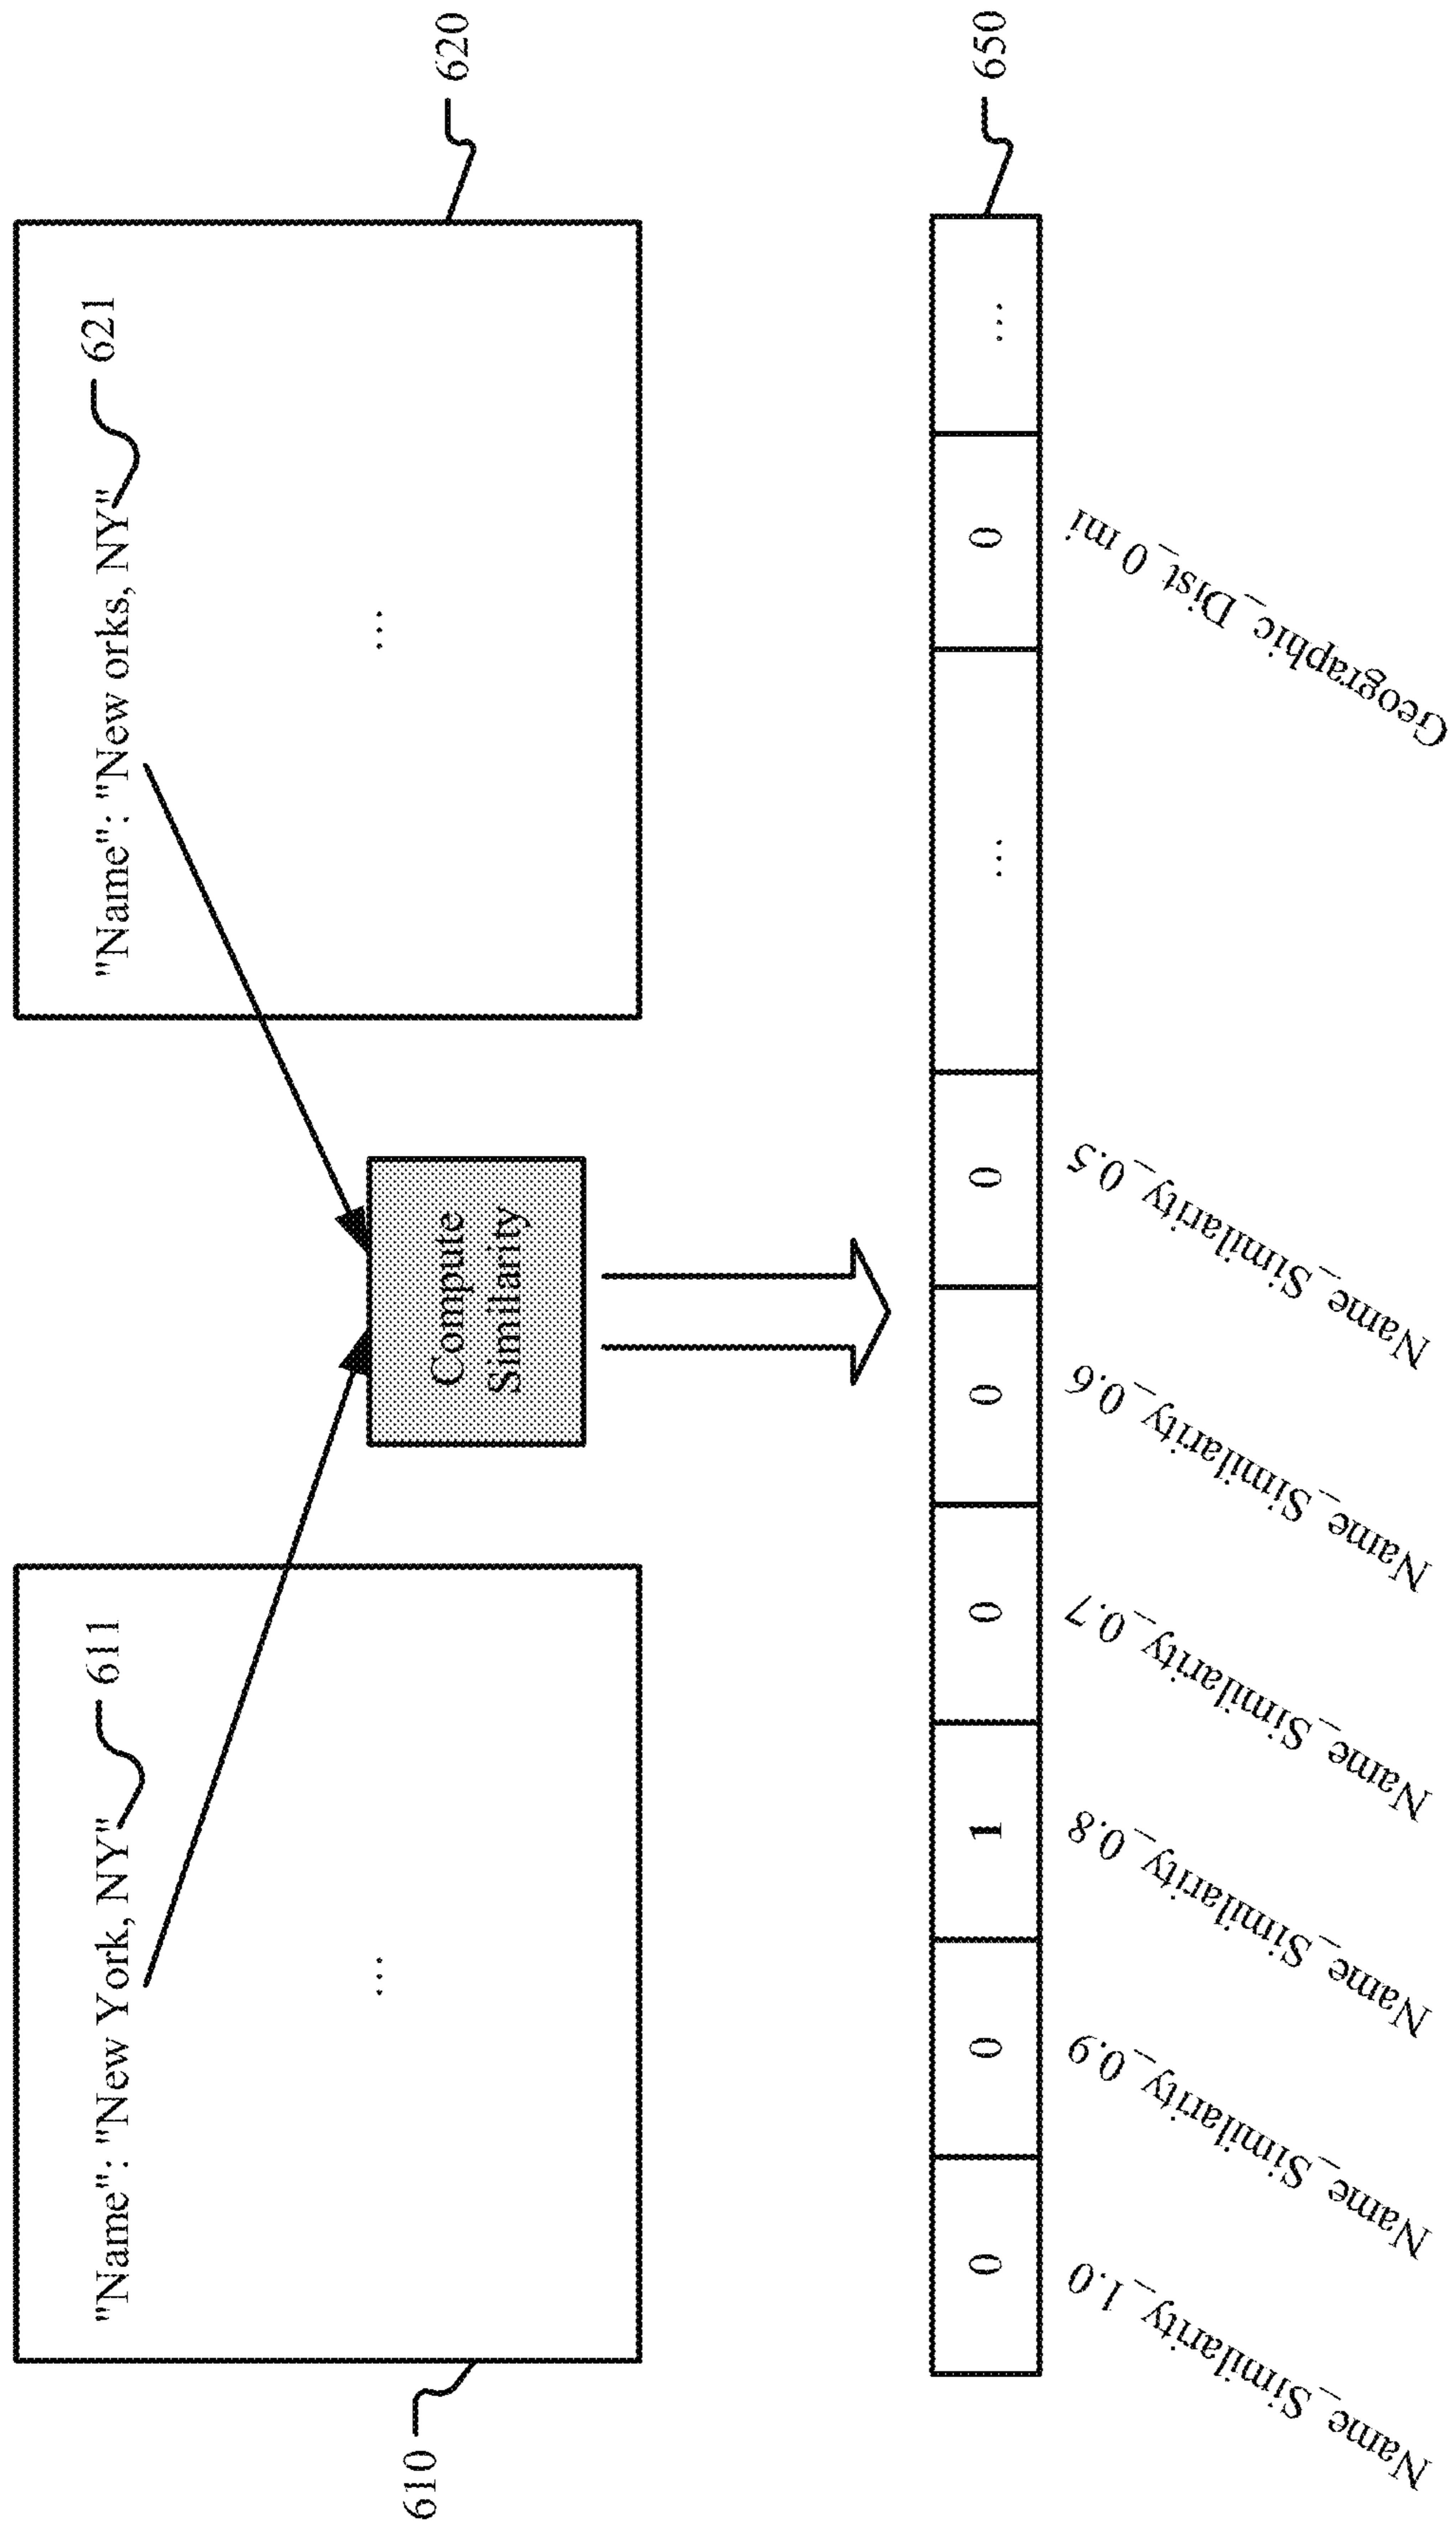 "Name": "New York, NY"
611
...
610
"Name": "New orks, NY"
621
...
620
Compute
Similarity
0
0
1
0
0
0
...
0
...
650
Name_Similarity_1.0
Name_Similarity_0.9
Name_Similarity_0.8
Name_Similarity_0.7
Name_Similarity_0.6
Name_Similarity_0.5
Geographic_Dist_0 mi